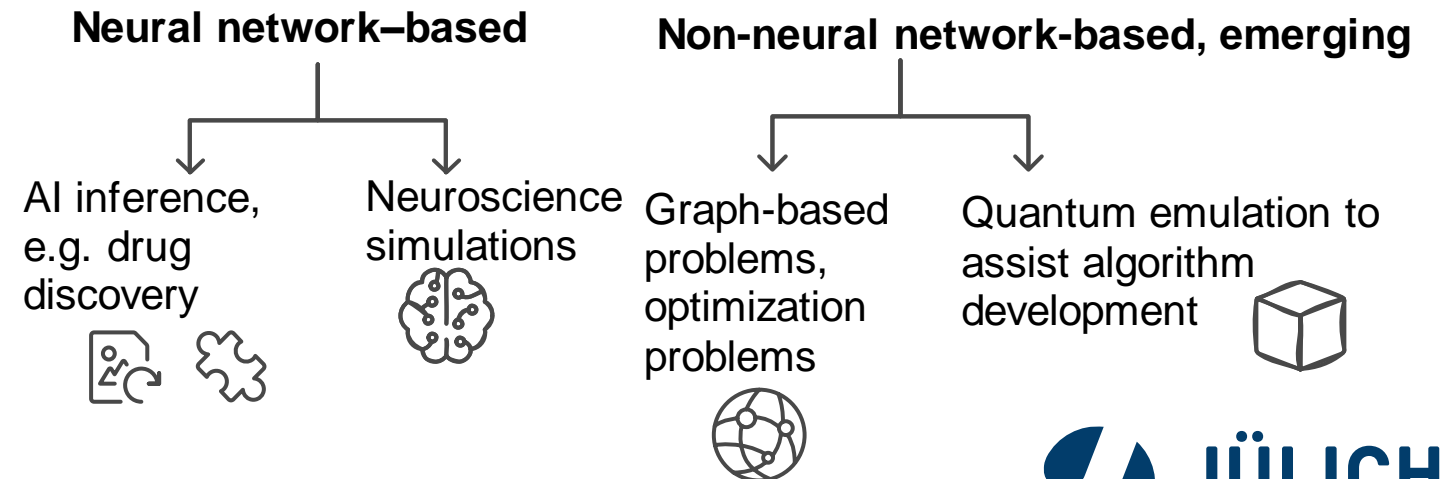 Neural network–based
Non-neural network-based, emerging
AI inference,
e.g. drug
discovery
Neuroscience
simulations
Graph-based
problems,
optimization
problems
Quantum emulation to
assist algorithm
development
JÜLICH